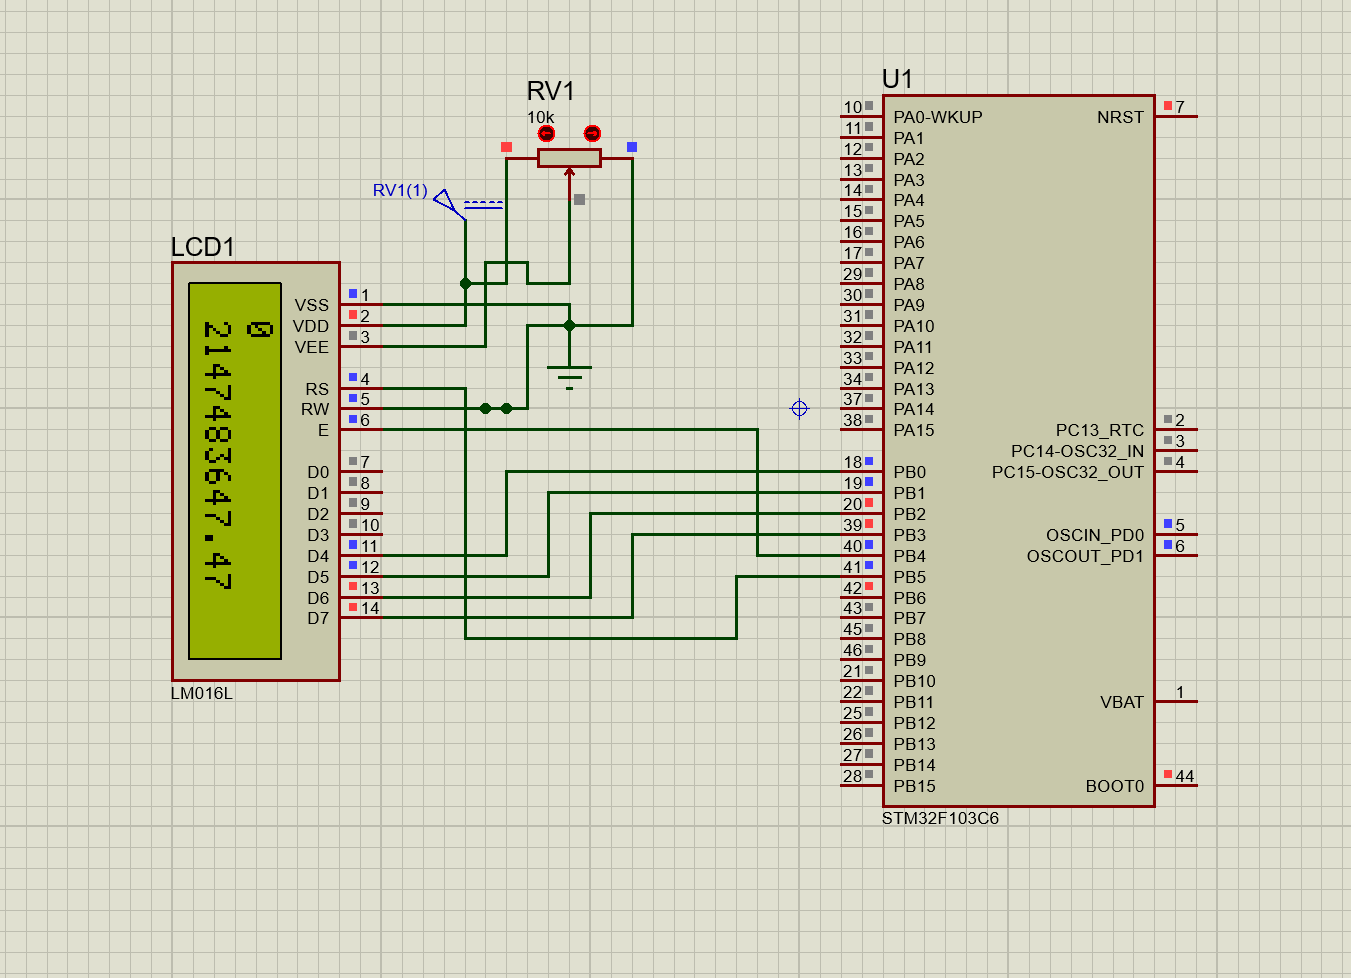 RV1
10k
RV1(1)
LCD1
0
2147483647.47
VSS 1
VDD 2
VEE 3
RS 4
RW 5
E 6
D0 7
D1 8
D2 9
D3 10
D4 11
D5 12
D6 13
D7 14
LM016L
U1
10 PA0-WKUP
11 PA1
12 PA2
13 PA3
14 PA4
15 PA5
16 PA6
17 PA7
29 PA8
30 PA9
31 PA10
32 PA11
33 PA12
34 PA13
37 PA14
38 PA15
18 PB0
19 PB1
20 PB2
39 PB3
40 PB4
41 PB5
42 PB6
43 PB7
45 PB8
46 PB9
21 PB10
22 PB11
25 PB12
26 PB13
27 PB14
28 PB15
NRST 7
PC13_RTC 2
PC14-OSC32_IN 3
PC15-OSC32_OUT 4
OSCIN_PD0 5
OSCOUT_PD1 6
VBAT 1
BOOT0 44
STM32F103C6